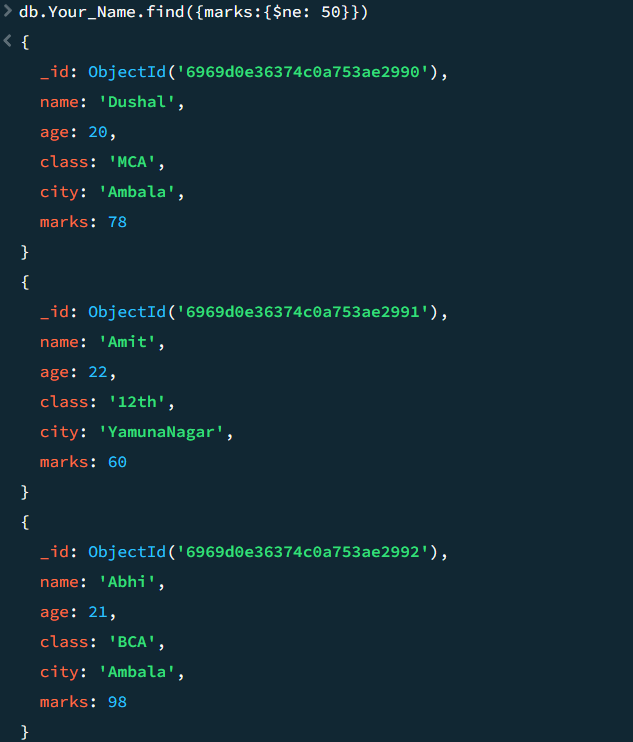 > db.Your_Name.find({marks:{$ne: 50}})
< {
_id: ObjectId('6969d0e36374c0a753ae2990'),
name: 'Dushal',
age: 20,
class: 'MCA',
city: 'Ambala',
marks: 78
}
{
_id: ObjectId('6969d0e36374c0a753ae2991'),
name: 'Amit',
age: 22,
class: '12th',
city: 'YamunaNagar',
marks: 60
}
{
_id: ObjectId('6969d0e36374c0a753ae2992'),
name: 'Abhi',
age: 21,
class: 'BCA',
city: 'Ambala',
marks: 98
}